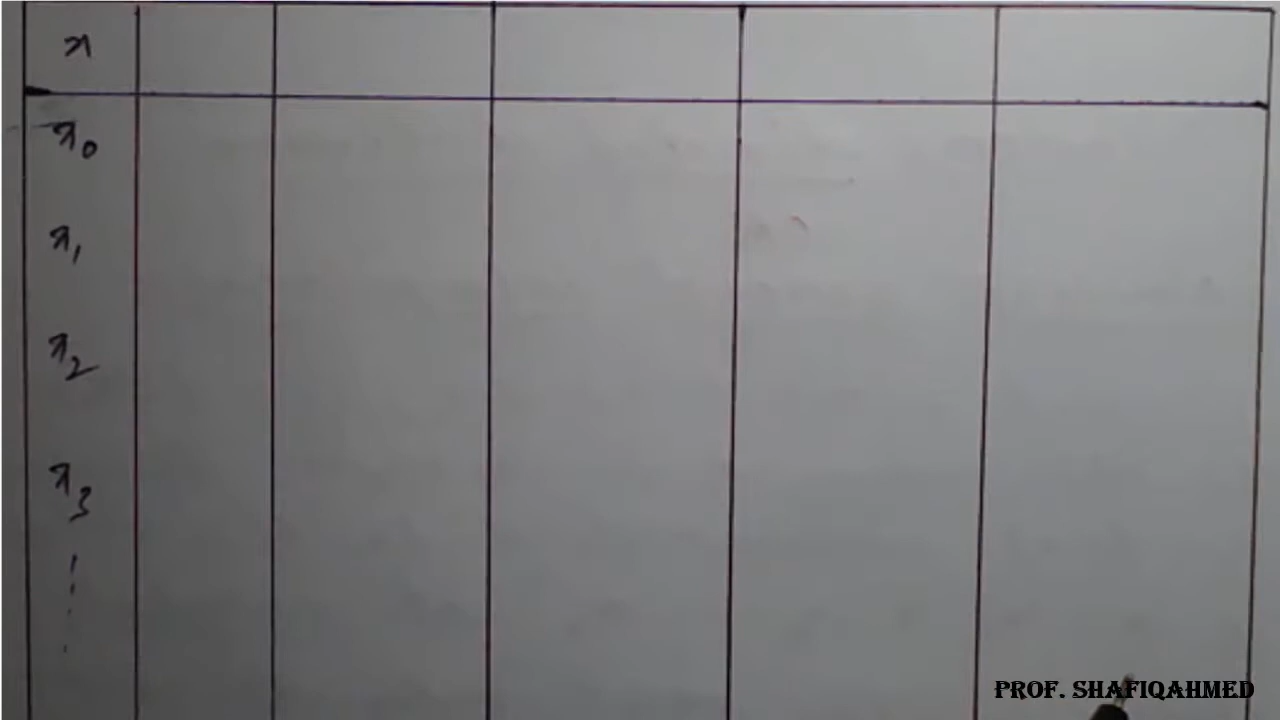 x
x₀
x₁
x₂
x₃
PROF. SHAFIQAHMED